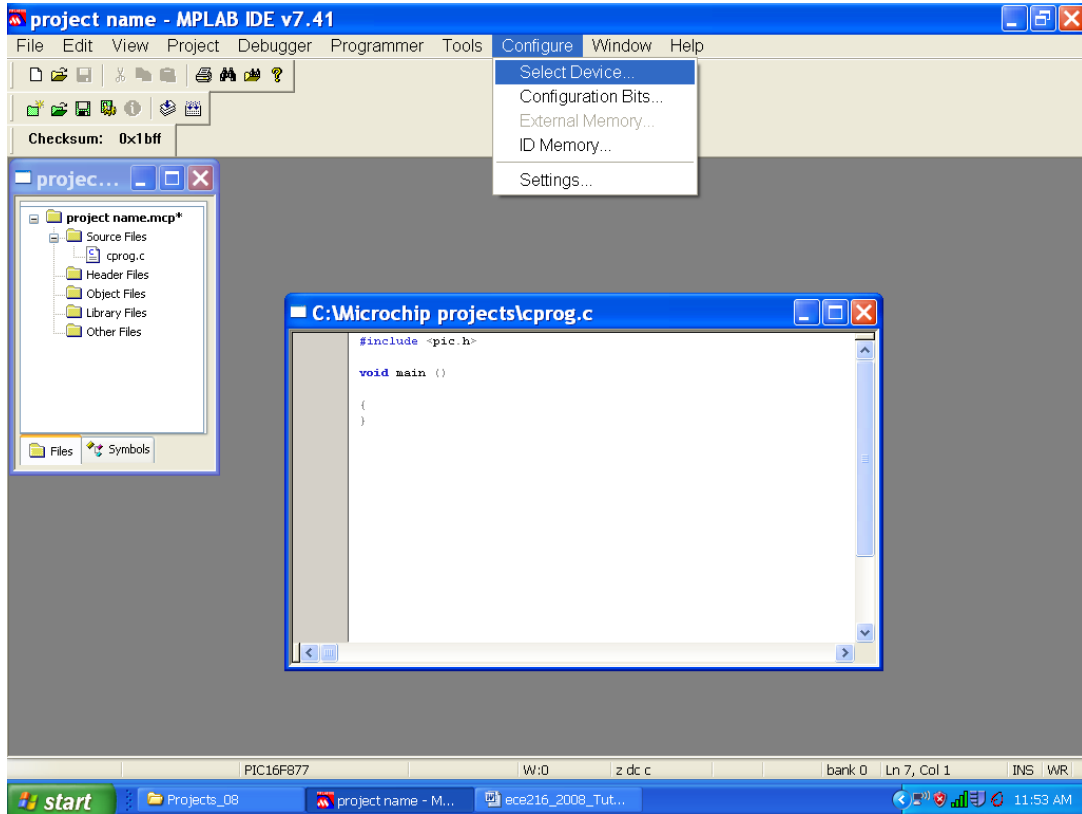 project name - MPLAB IDE v7.41
File Edit View Project Debugger Programmer Tools Configure Window Help
Select Device...
Configuration Bits...
External Memory...
ID Memory...
Settings...
Checksum: 0x1bff
projec...
project name.mcp*
Source Files
cprog.c
Header Files
Object Files
Library Files
Other Files
Files Symbols
C:\Microchip projects\cprog.c
#include <pic.h>
void main ()
{
}
PIC16F877 W:0 z dc c bank 0 Ln 7, Col 1 INS WR
start Projects_08 project name - M... ece216_2008_Tut... 11:53 AM